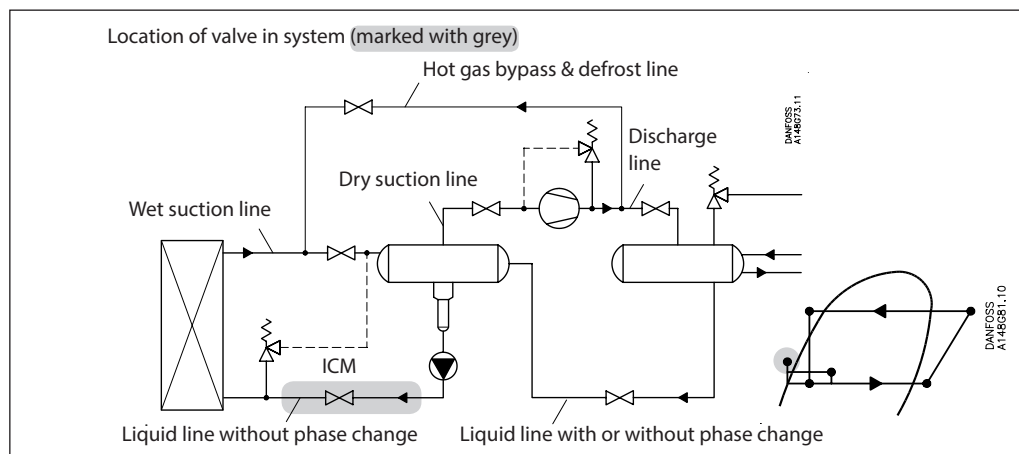 Location of valve in system (marked with grey)
Hot gas bypass & defrost line
DANFOSS
A148G73.11
Discharge
line
Dry suction line
Wet suction line
DANFOSS
A148G81.10
ICM
Liquid line without phase change
Liquid line with or without phase change